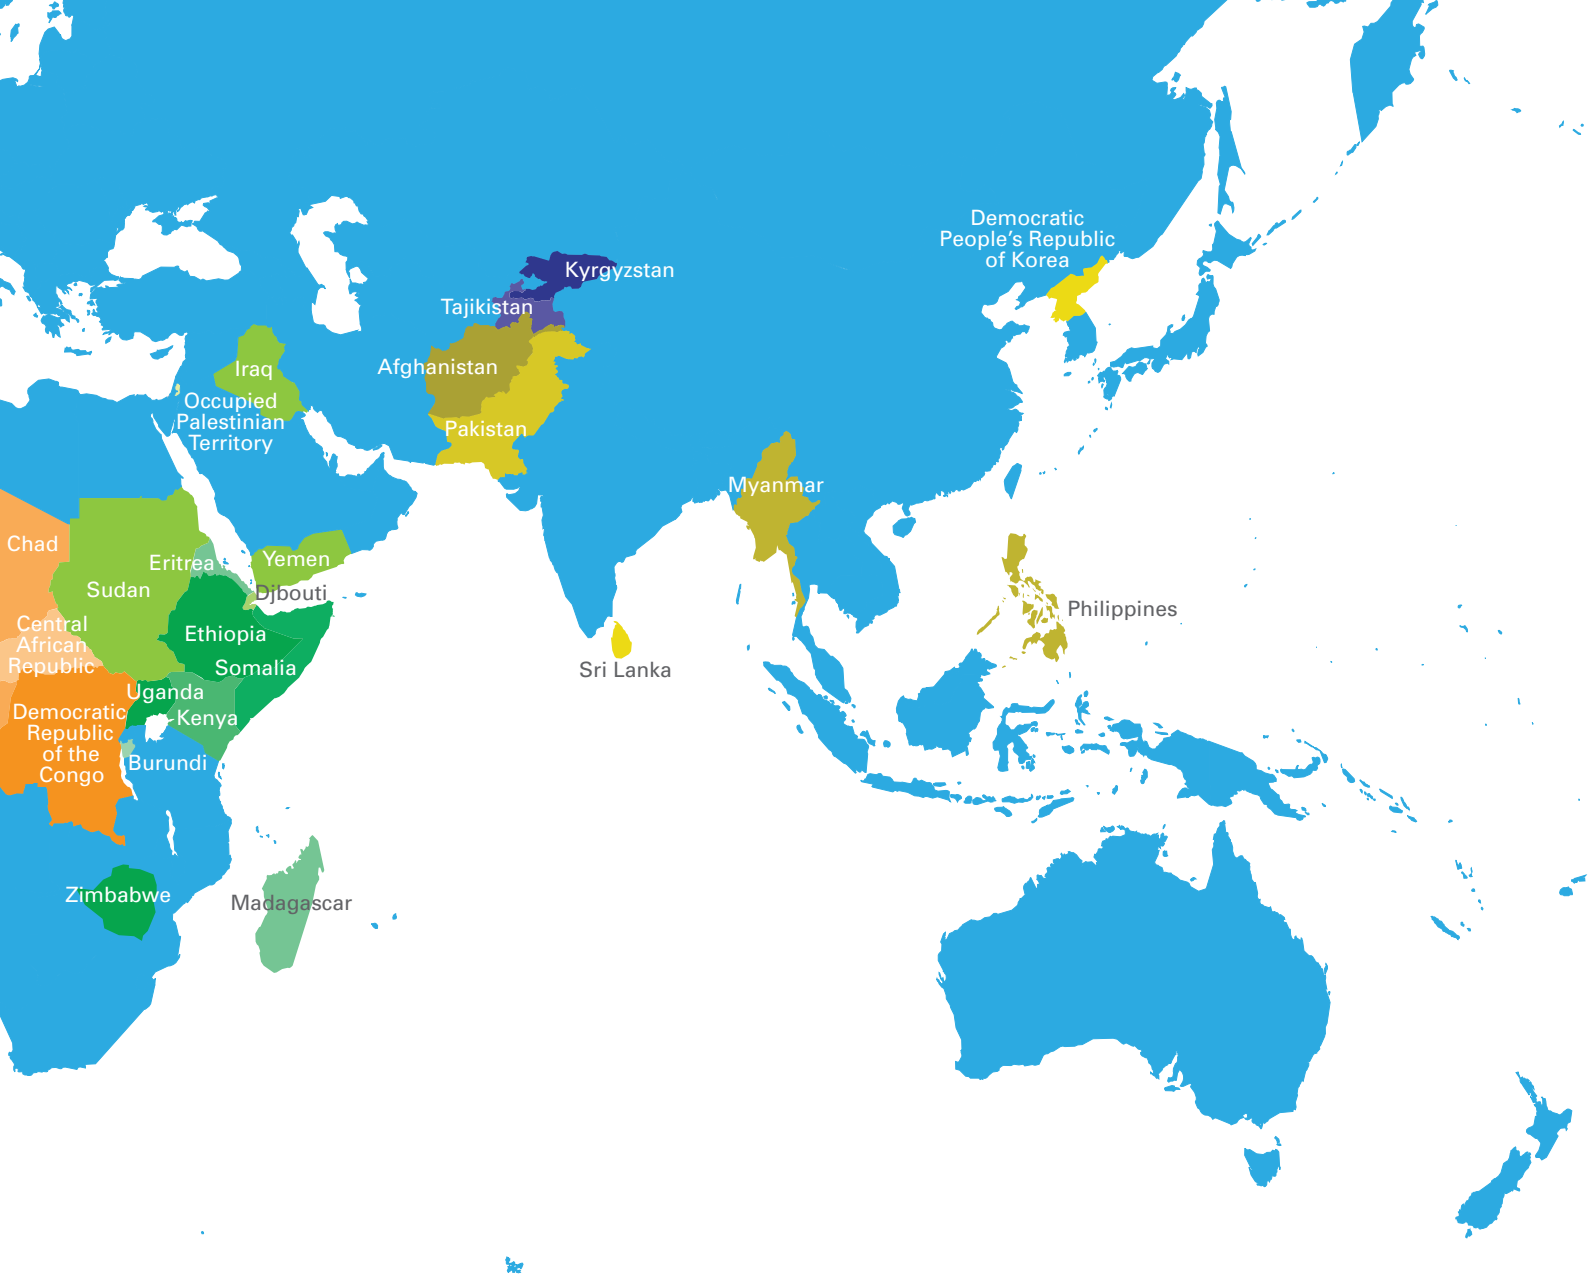 Democratic
People’s Republic
of Korea
Kyrgyzstan
Tajikistan
Afghanistan
Iraq
Occupied
Palestinian
Territory
Pakistan
Myanmar
Chad
Eritrea
Yemen
Sudan
Djbouti
Philippines
Central
African
Republic
Ethiopia
Somalia
Sri Lanka
Uganda
Kenya
Democratic
Republic
of the
Congo
Burundi
Zimbabwe
Madagascar